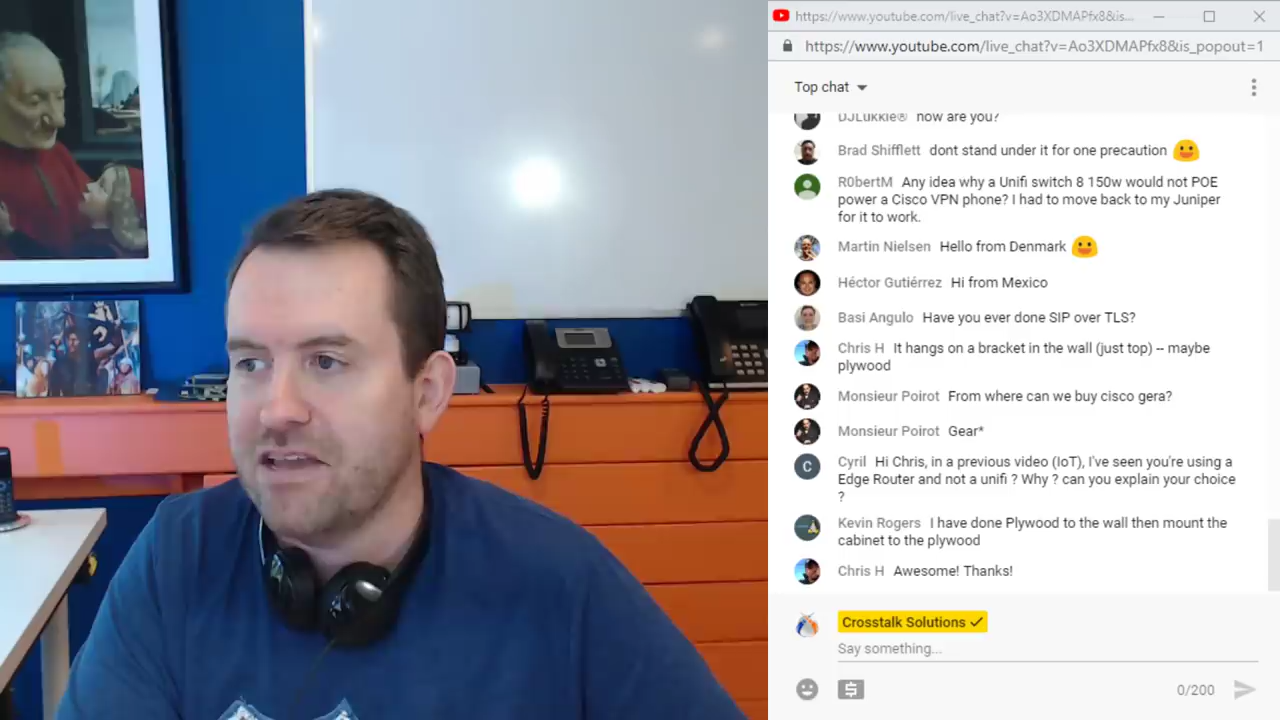 https://www.youtube.com/live_chat?v=Ao3XDMAPfx8&is...
https://www.youtube.com/live_chat?v=Ao3XDMAPfx8&is_popout=1
Top chat
DJLukkie® how are you?
Brad Shifflett dont stand under it for one precaution
R0bertM Any idea why a Unifi switch 8 150w would not POE
power a Cisco VPN phone? I had to move back to my Juniper
for it to work.
Martin Nielsen Hello from Denmark
Héctor Gutiérrez Hi from Mexico
Basi Angulo Have you ever done SIP over TLS?
Chris H It hangs on a bracket in the wall (just top) -- maybe
plywood
Monsieur Poirot From where can we buy cisco gera?
Monsieur Poirot Gear*
C
Cyril Hi Chris, in a previous video (IoT), I've seen you're using a
Edge Router and not a unifi ? Why ? can you explain your choice
?
Kevin Rogers I have done Plywood to the wall then mount the
cabinet to the plywood
Chris H Awesome! Thanks!
Crosstalk Solutions
Say something...
0/200